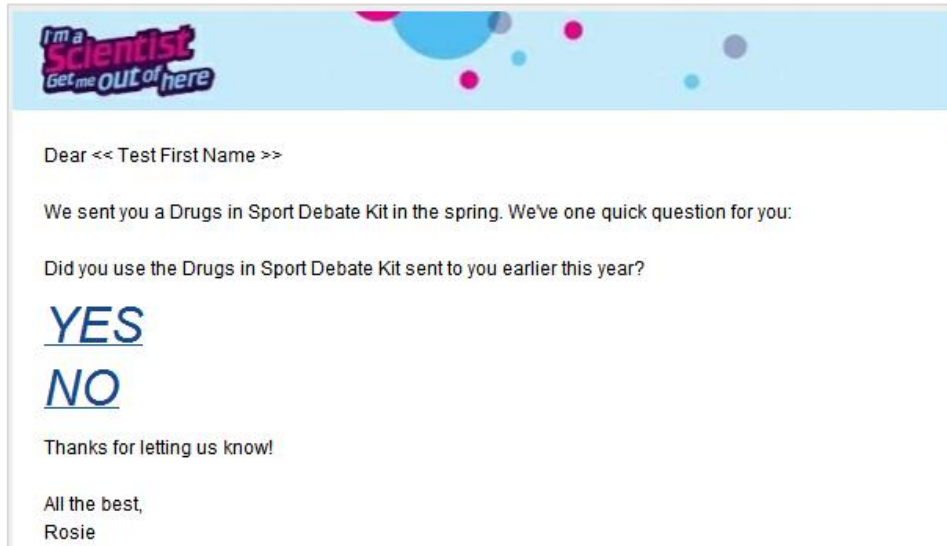 I'm a
Scientist
Get me OUT of here
Dear << Test First Name >>
We sent you a Drugs in Sport Debate Kit in the spring. We've one quick question for you:
Did you use the Drugs in Sport Debate Kit sent to you earlier this year?
YES
NO
Thanks for letting us know!
All the best,
Rosie